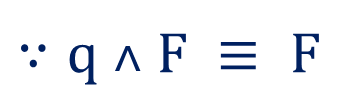 ∵ q ∧ F ≡ F